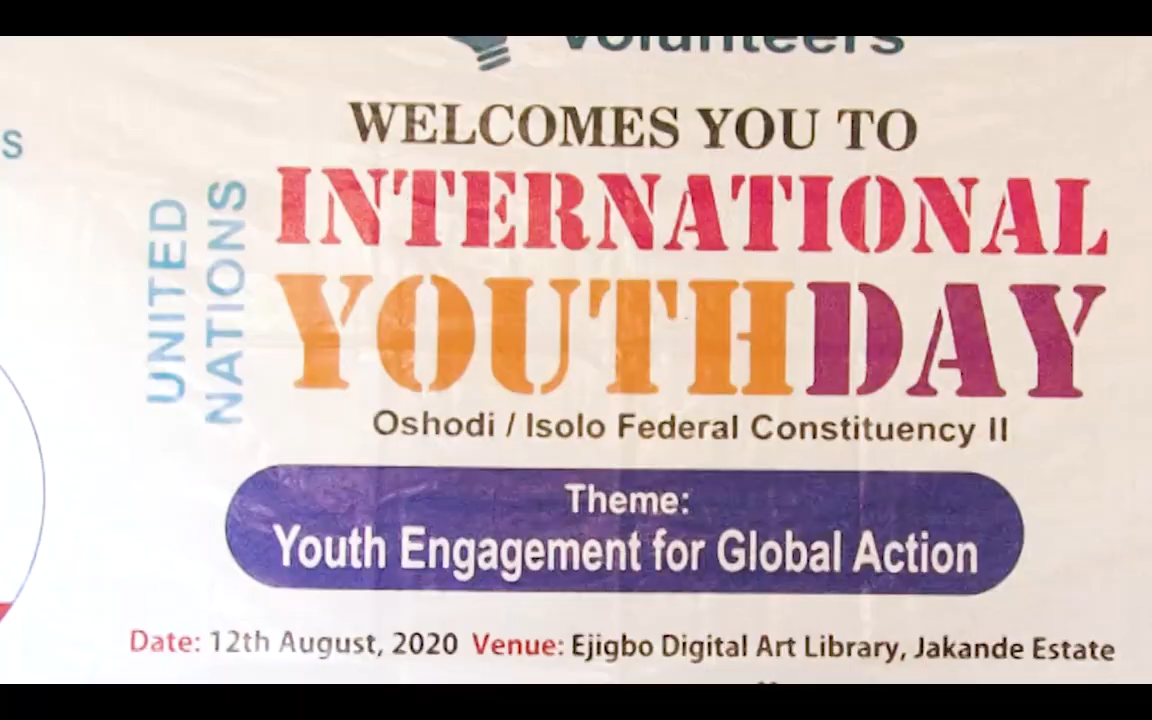 Volunteers
WELCOMES YOU TO
S
UNITED
NATIONS
INTERNATIONAL
YOUTHDAY
Oshodi / Isolo Federal Constituency II
Theme:
Youth Engagement for Global Action
Date: 12th August, 2020 Venue: Ejigbo Digital Art Library, Jakande Estate